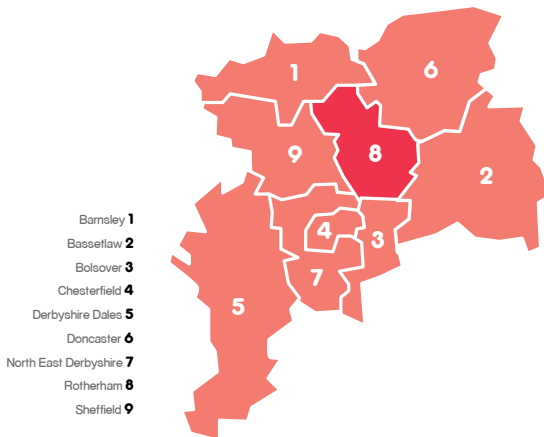 1
6
8
9
2
4
3
7
5
Barnsley 1
Bassetlaw 2
Bolsover 3
Chesterfield 4
Derbyshire Dales 5
Doncaster 6
North East Derbyshire 7
Rotherham 8
Sheffield 9